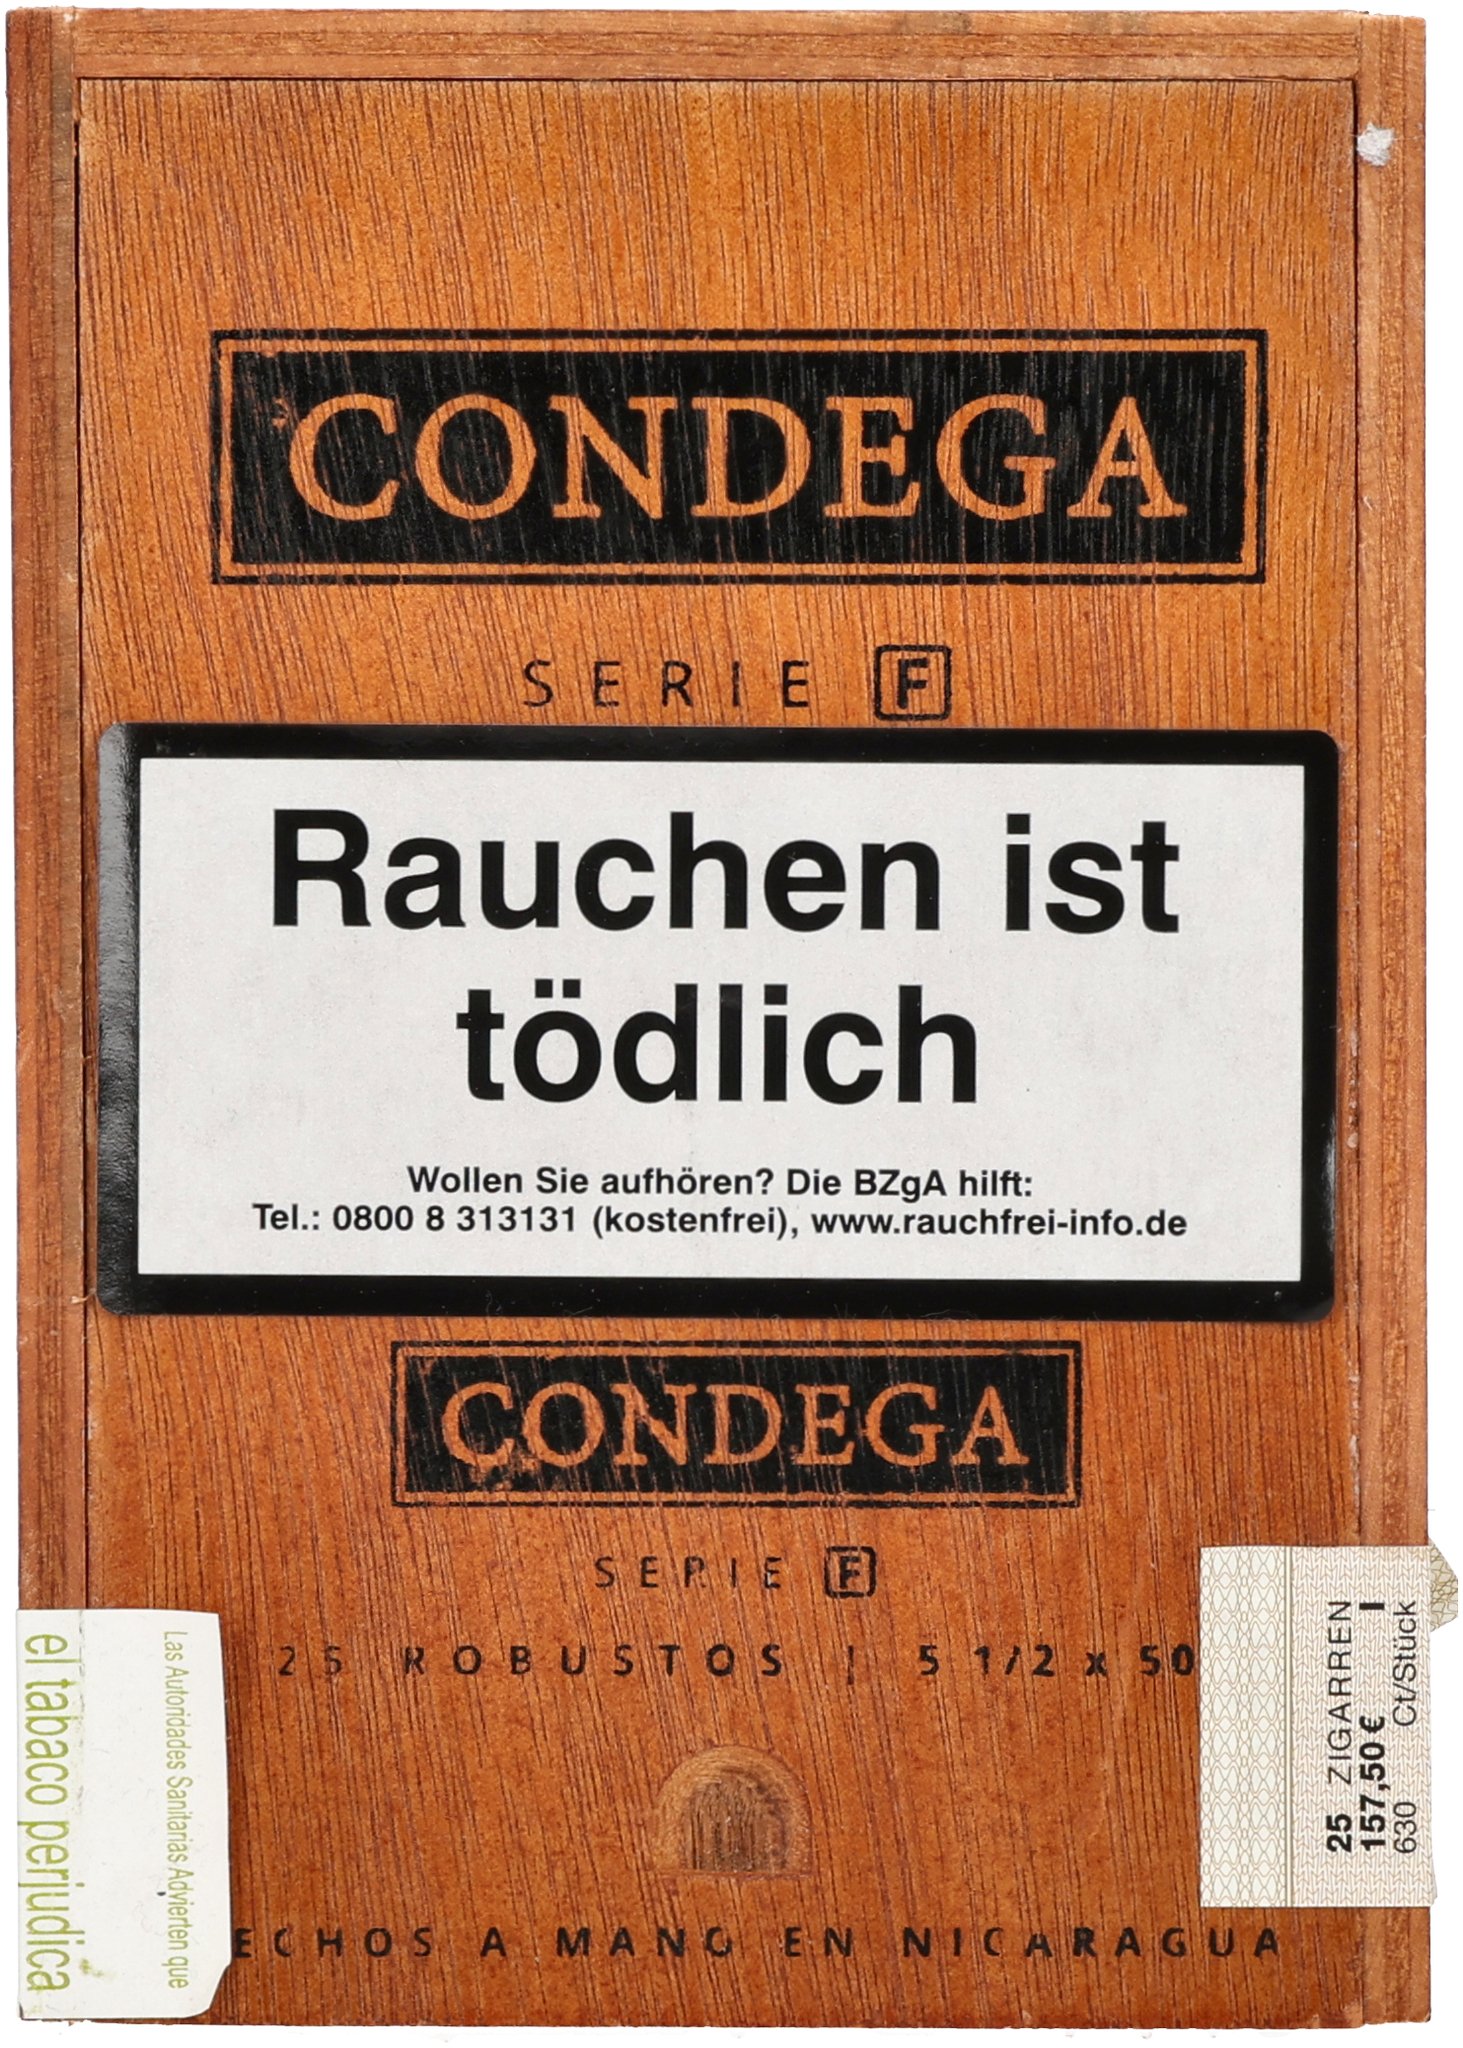 CONDEGA
SERIE F
Rauchen ist
tödlich
Wollen Sie aufhören? Die BZgA hilft:
Tel.: 0800 8 313131 (kostenfrei), www.rauchfrei-info.de
CONDEGA
SERIE F
25 ROBUSTOS | 5 1/2 x 50
ECHOS A MANO EN NICARAGUA
Las Autoridades Sanitarias Advierten que
el tabaco perjudica
25 ZIGARREN
157,50 € I
630 Ct/Stück